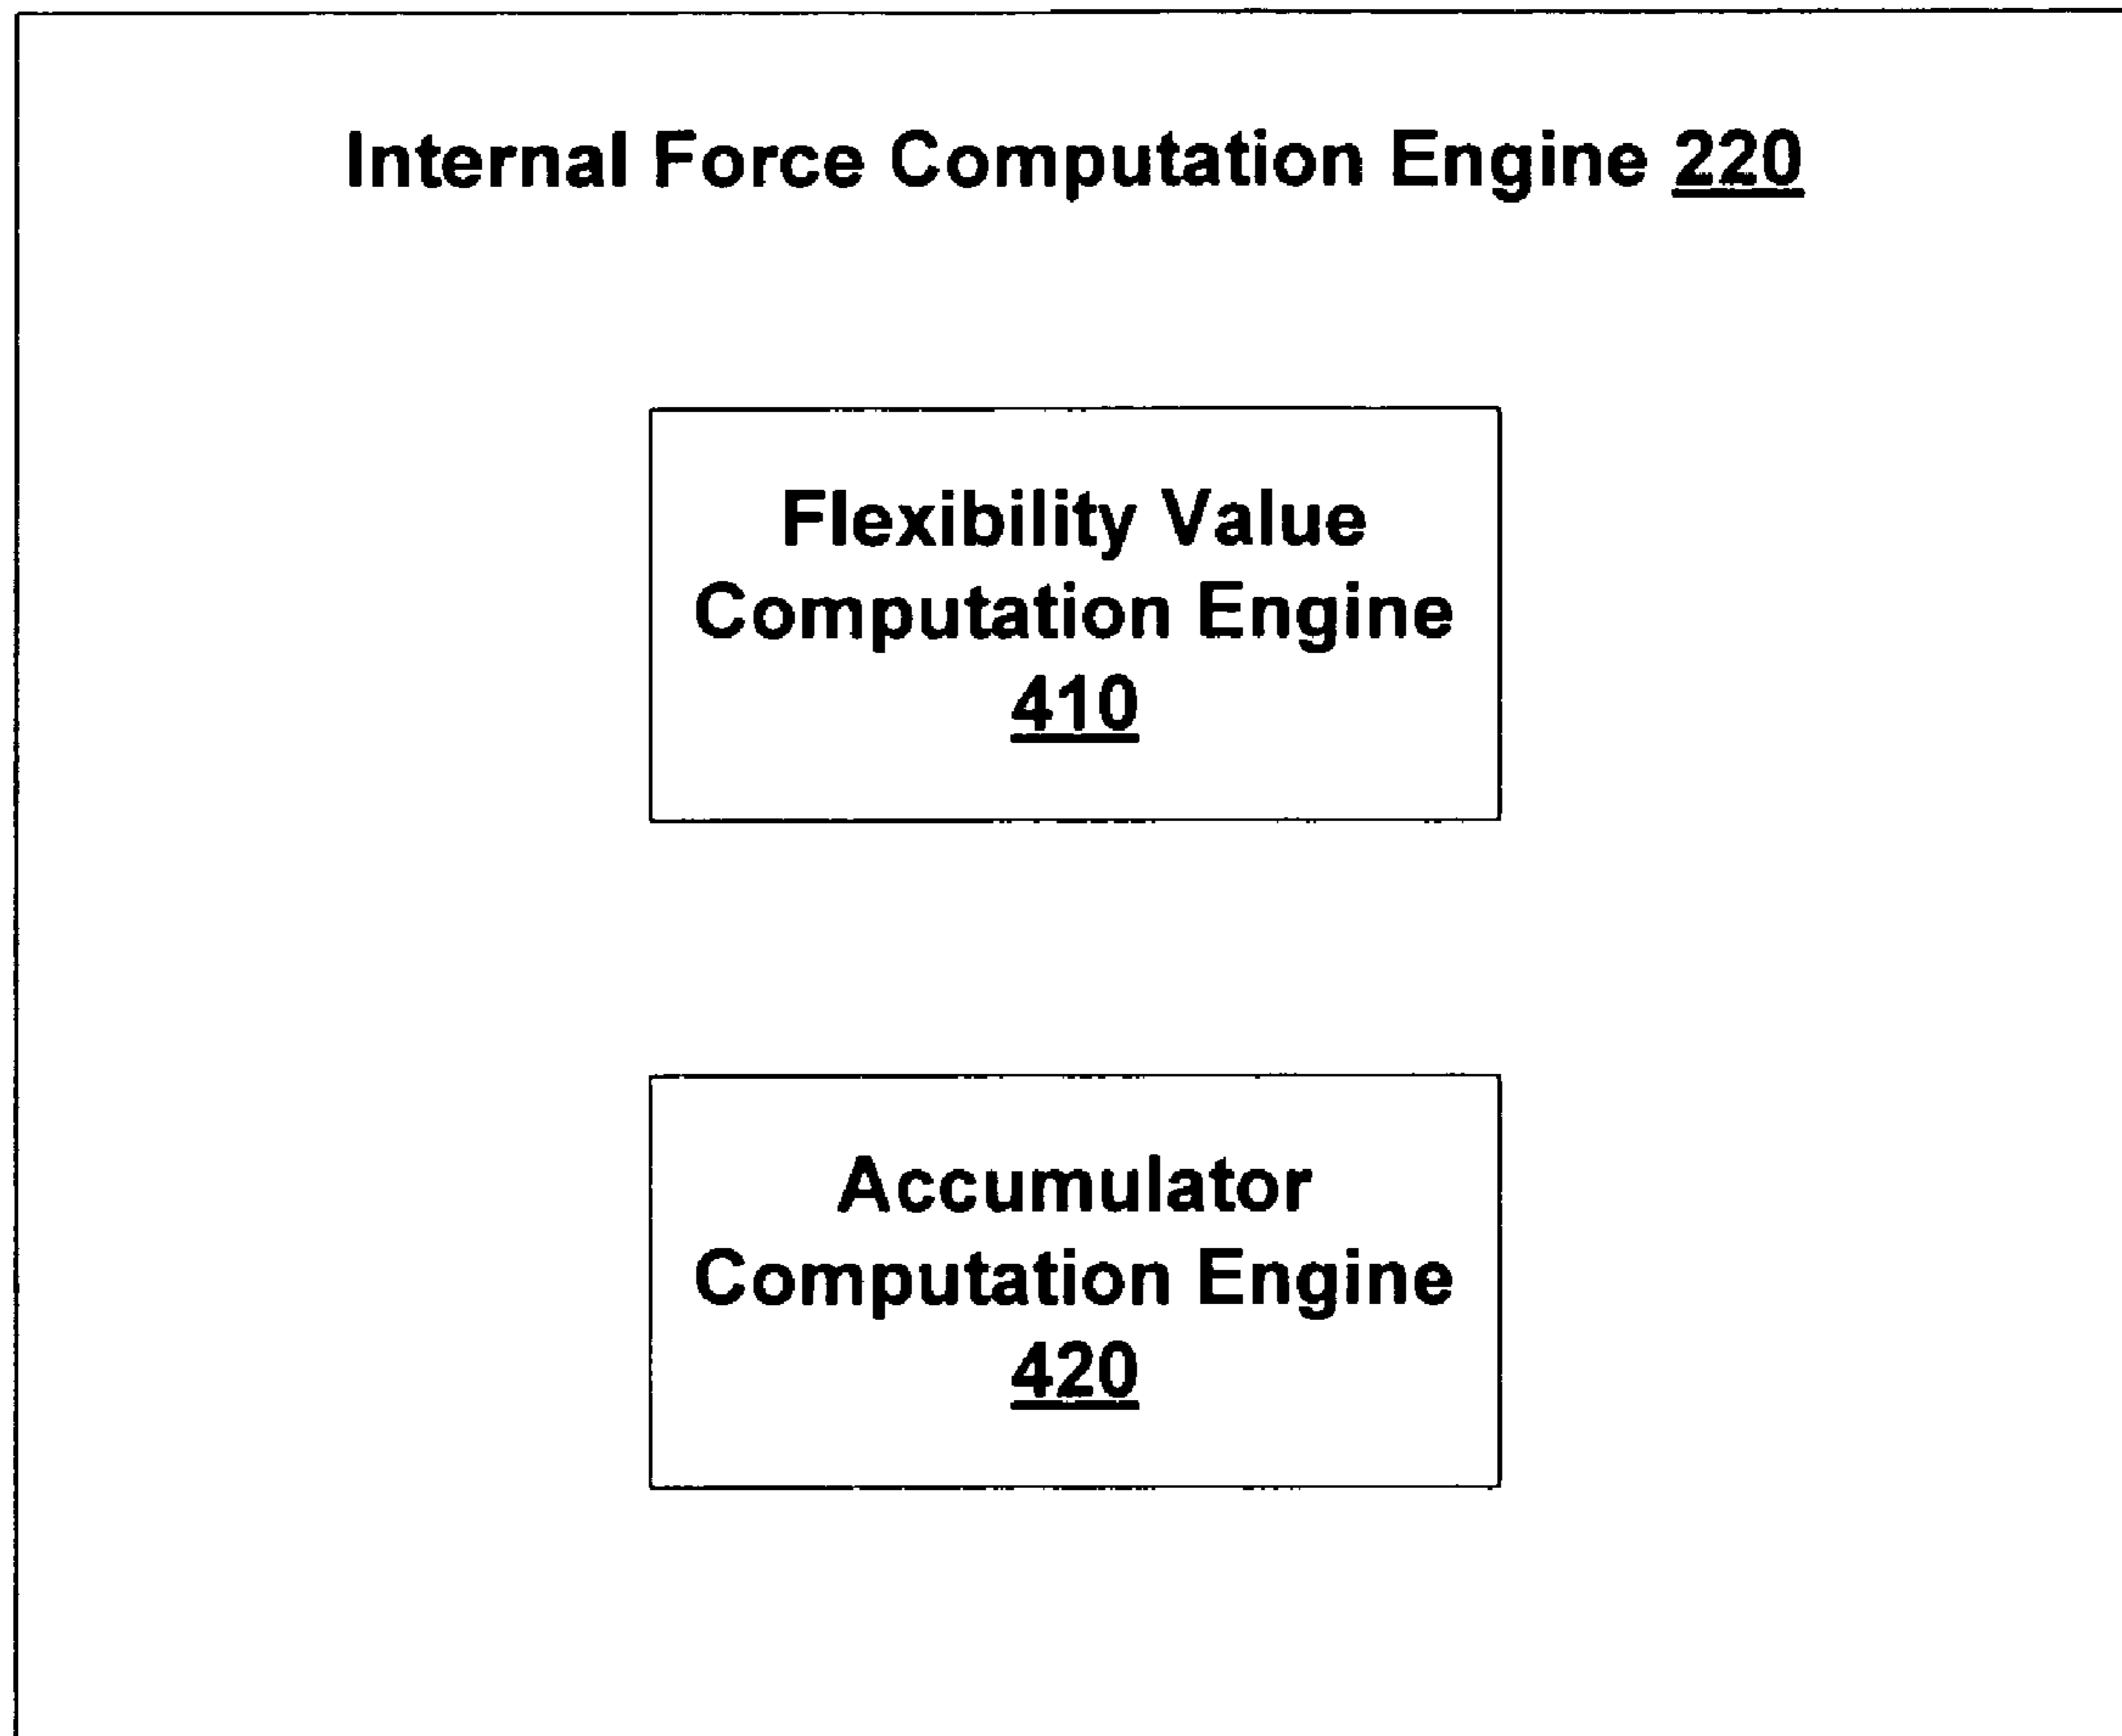 Internal Force Computation Engine 220
Flexibility Value
Computation Engine
410
Accumulator
Computation Engine
420